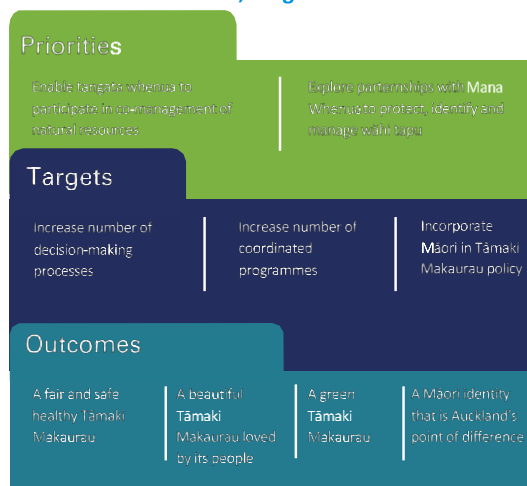 Priorities
Enable tangata whenua to
participate in co-management of
natural resources
Explore parternships with Mana
Whenua to protect, identify and
manage wāhi tapu
Targets
Increase number of
decision-making
processes
Increase number of
coordinated
programmes
Incorporate
Māori in Tāmaki
Makaurau policy
Outcomes
A fair and safe
healthy Tāmaki
Makaurau
A beautiful
Tāmaki
Makaurau loved
by its people
A green
Tāmaki
Makaurau
A Māori identity
that is Auckland's
point of difference